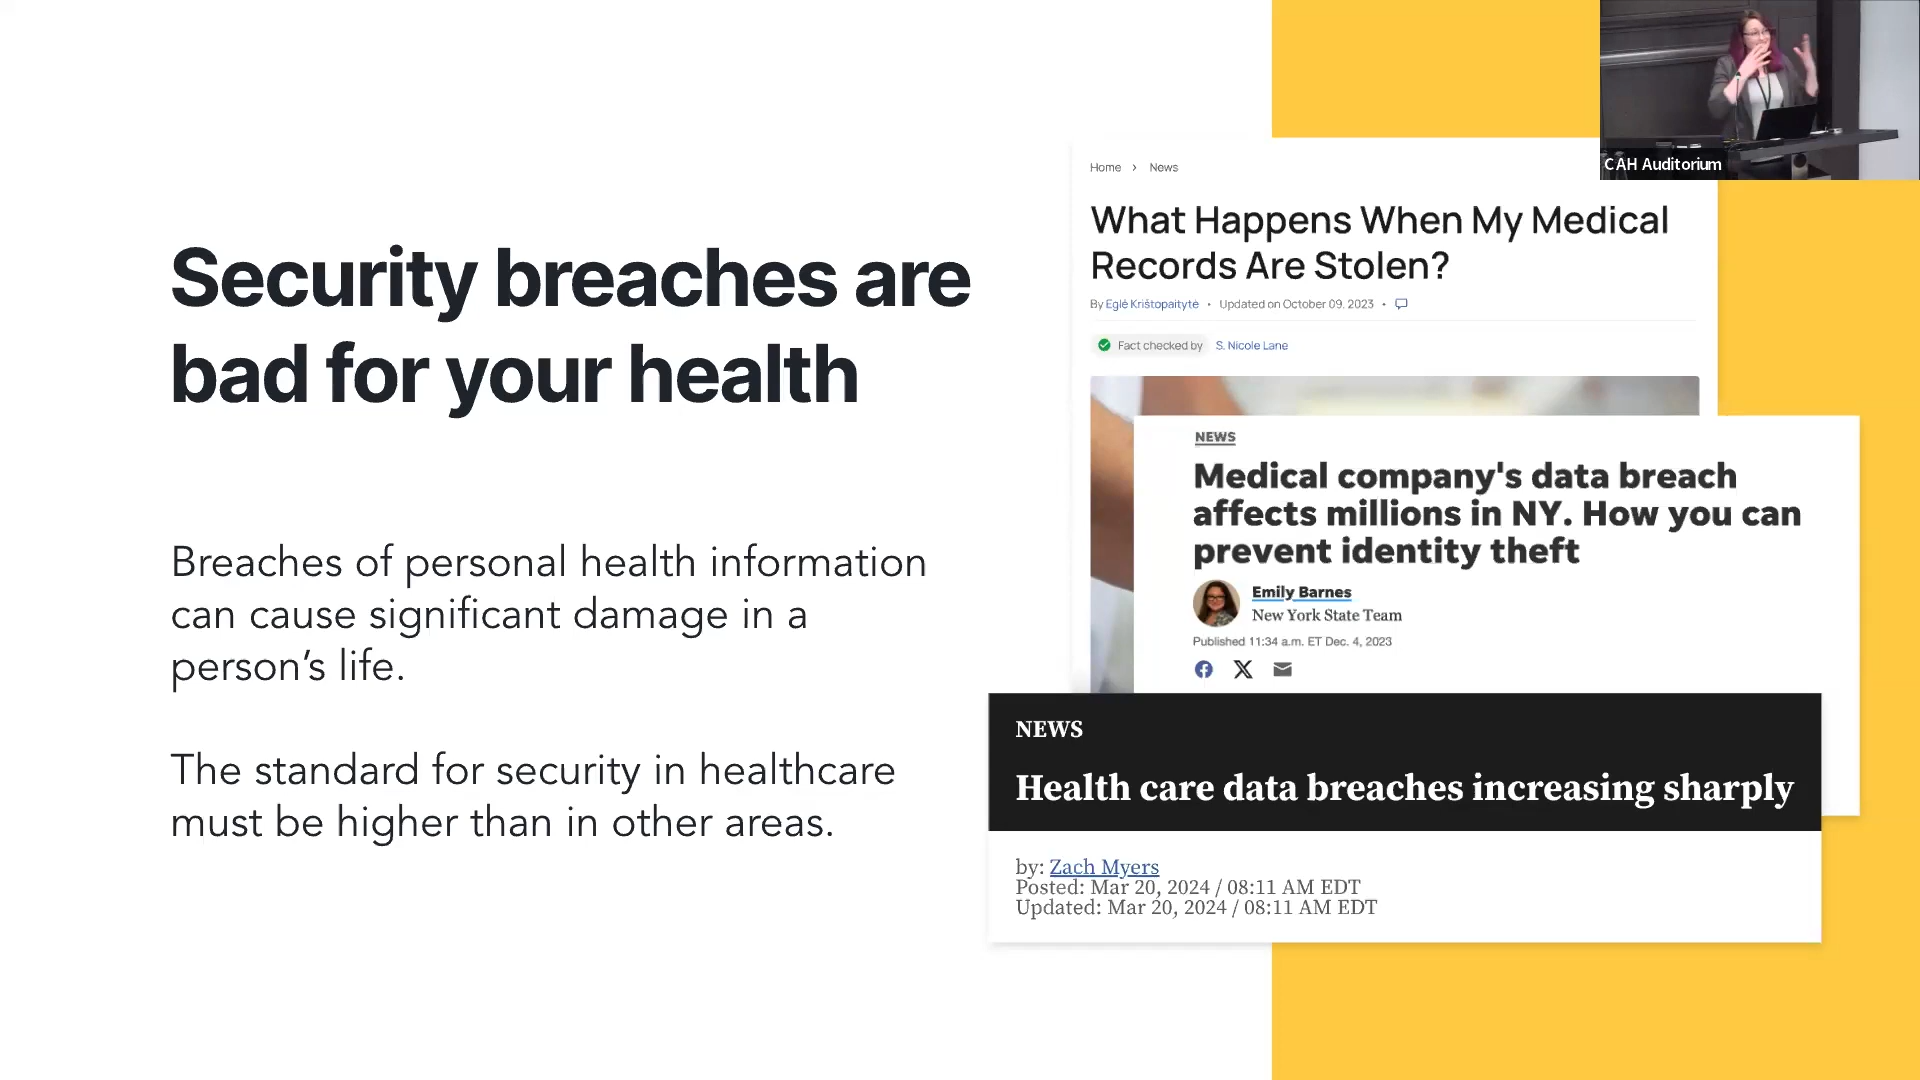 Security breaches are
bad for your health
Breaches of personal health information
can cause significant damage in a
person’s life.
The standard for security in healthcare
must be higher than in other areas.
CAH Auditorium
Home › News
What Happens When My Medical
Records Are Stolen?
By Eglė Krištopaitytė • Updated on October 09, 2023 •
Fact checked by S. Nicole Lane
NEWS
Medical company's data breach
affects millions in NY. How you can
prevent identity theft
Emily Barnes
New York State Team
Published 11:34 a.m. ET Dec. 4, 2023
NEWS
Health care data breaches increasing sharply
by: Zach Myers
Posted: Mar 20, 2024 / 08:11 AM EDT
Updated: Mar 20, 2024 / 08:11 AM EDT